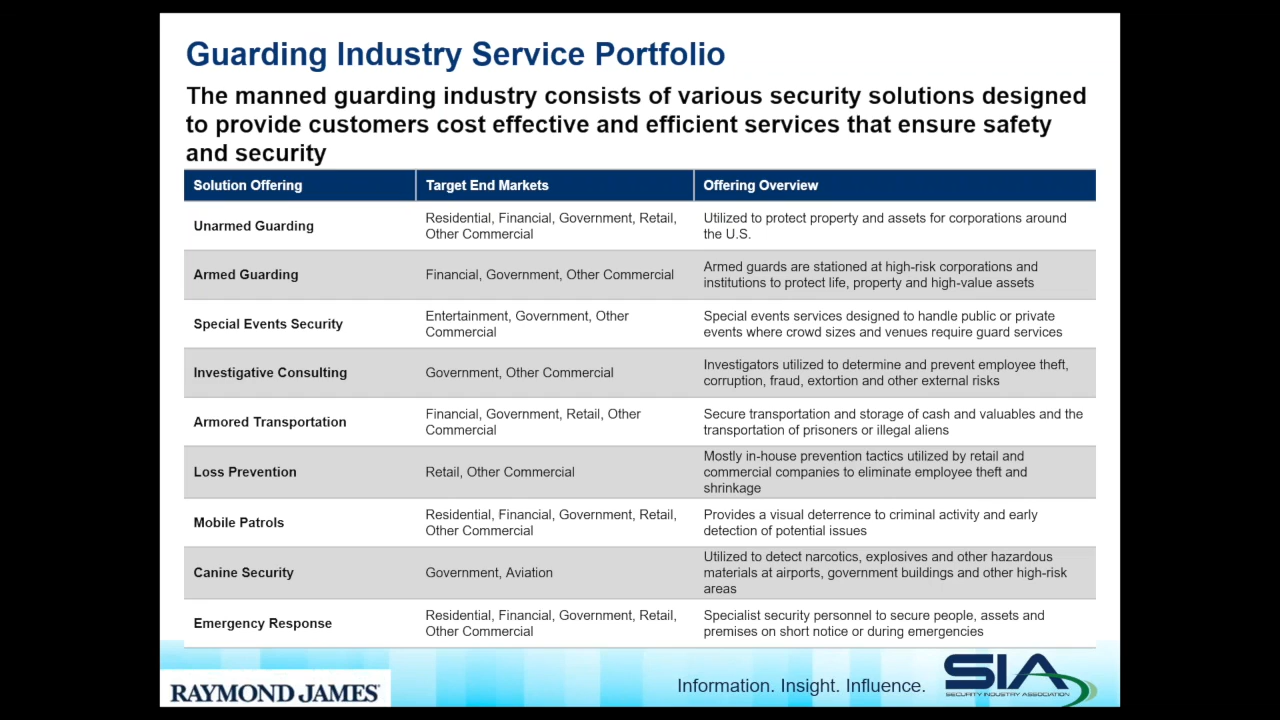 Guarding Industry Service Portfolio
The manned guarding industry consists of various security solutions designed
to provide customers cost effective and efficient services that ensure safety
and security
Solution Offering
Target End Markets
Offering Overview
Unarmed Guarding
Residential, Financial, Government, Retail,
Other Commercial
Utilized to protect property and assets for corporations around
the U.S.
Armed Guarding
Financial, Government, Other Commercial
Armed guards are stationed at high-risk corporations and
institutions to protect life, property and high-value assets
Special Events Security
Entertainment, Government, Other
Commercial
Special events services designed to handle public or private
events where crowd sizes and venues require guard services
Investigative Consulting
Government, Other Commercial
Investigators utilized to determine and prevent employee theft,
corruption, fraud, extortion and other external risks
Armored Transportation
Financial, Government, Retail, Other
Commercial
Secure transportation and storage of cash and valuables and the
transportation of prisoners or illegal aliens
Loss Prevention
Retail, Other Commercial
Mostly in-house prevention tactics utilized by retail and
commercial companies to eliminate employee theft and
shrinkage
Mobile Patrols
Residential, Financial, Government, Retail,
Other Commercial
Provides a visual deterrence to criminal activity and early
detection of potential issues
Canine Security
Government, Aviation
Utilized to detect narcotics, explosives and other hazardous
materials at airports, government buildings and other high-risk
areas
Emergency Response
Residential, Financial, Government, Retail,
Other Commercial
Specialist security personnel to secure people, assets and
premises on short notice or during emergencies
RAYMOND JAMES®
Information. Insight. Influence.
SIA
SECURITY INDUSTRY ASSOCIATION